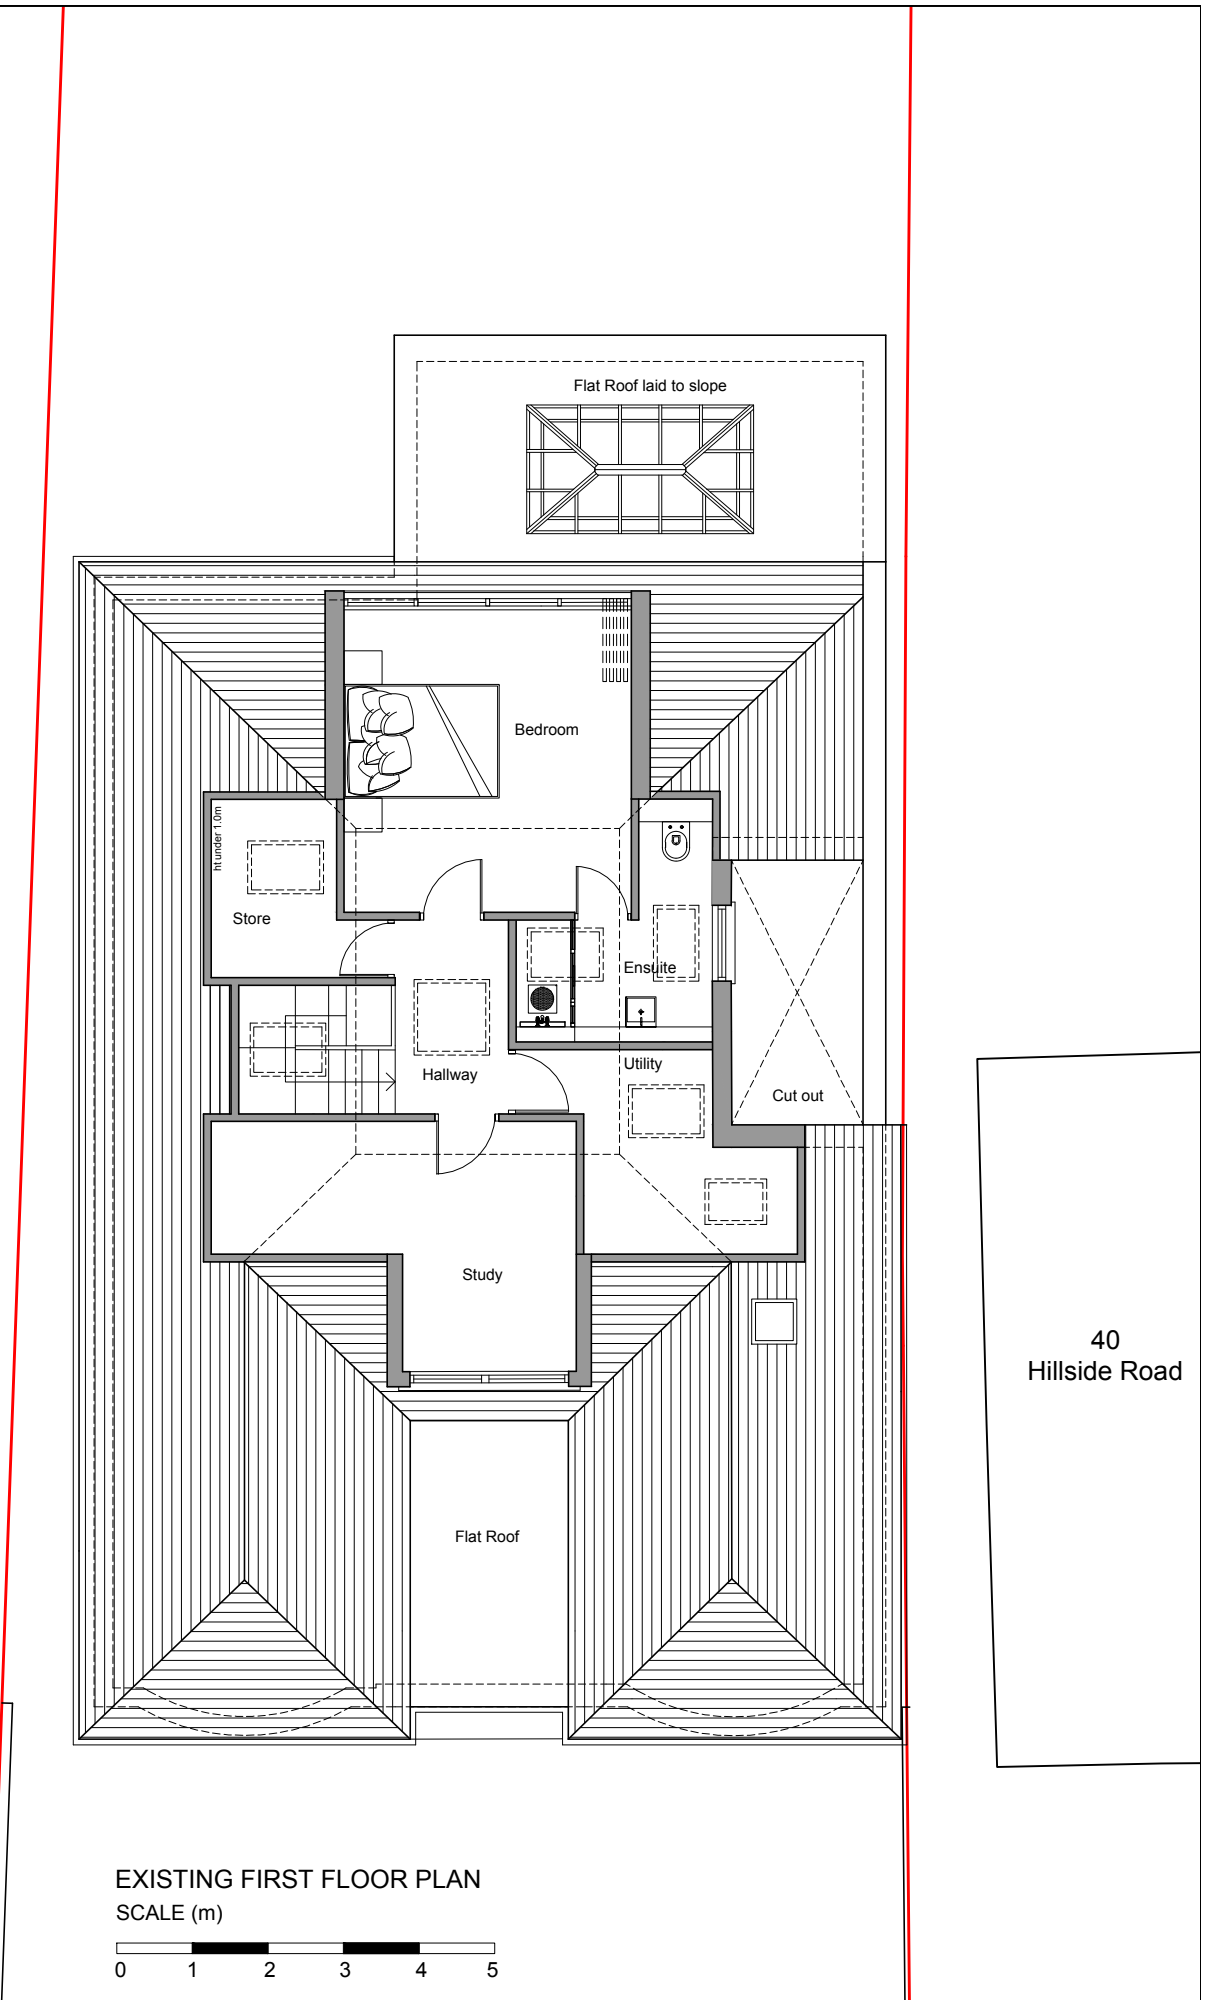 Flat Roof laid to slope
Bedroom
ht under 1.0m
Store
Ensuite
Utility
Hallway
Cut out
Study
40
Hillside Road
Flat Roof
EXISTING FIRST FLOOR PLAN
SCALE (m)
0 1 2 3 4 5